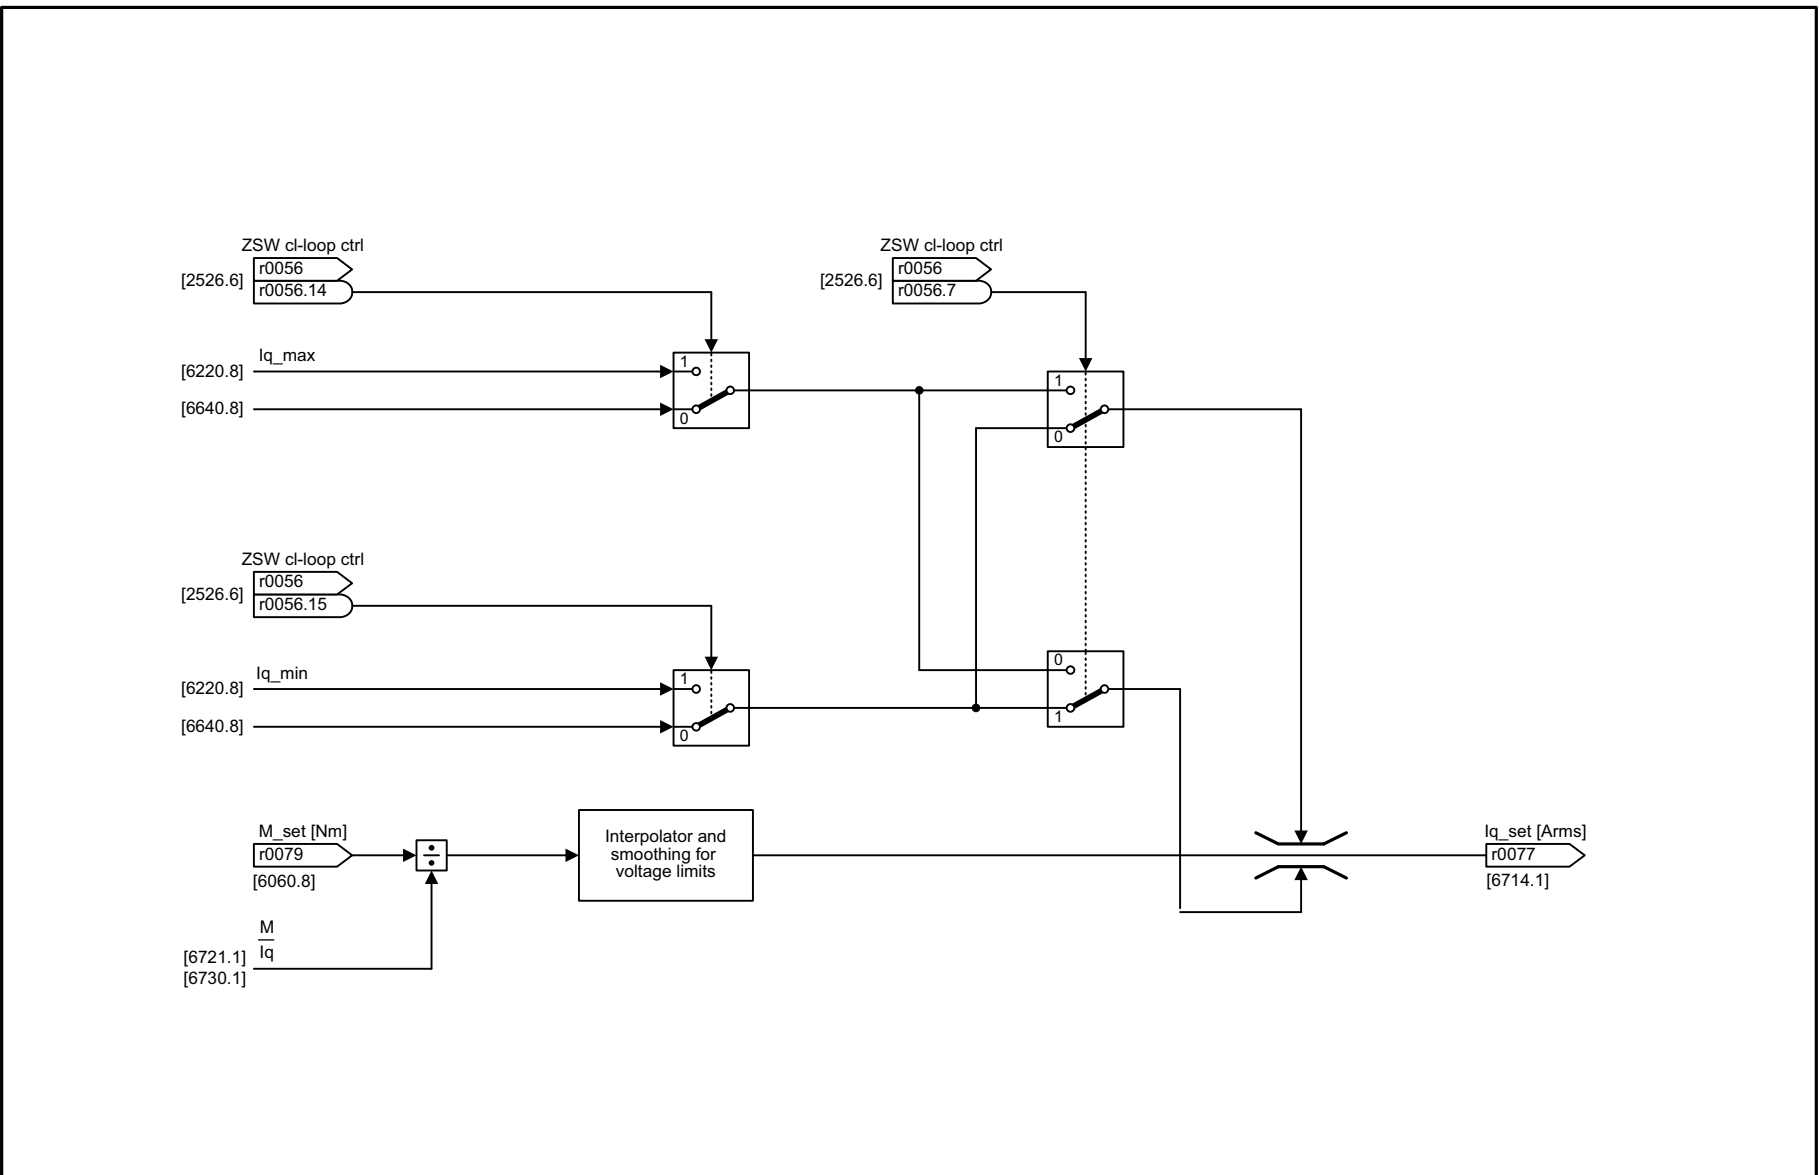 ZSW cl-loop ctrl
[2526.6]
r0056
r0056.14
ZSW cl-loop ctrl
[2526.6]
r0056
r0056.7
Iq_max
[6220.8]
1
[6640.8]
0
1
0
ZSW cl-loop ctrl
[2526.6]
r0056
r0056.15
Iq_min
[6220.8]
1
[6640.8]
0
0
1
M_set [Nm]
r0079
[6060.8]
÷
Interpolator and
smoothing for
voltage limits
Iq_set [Arms]
r0077
[6714.1]
M
Iq
[6721.1]
[6730.1]